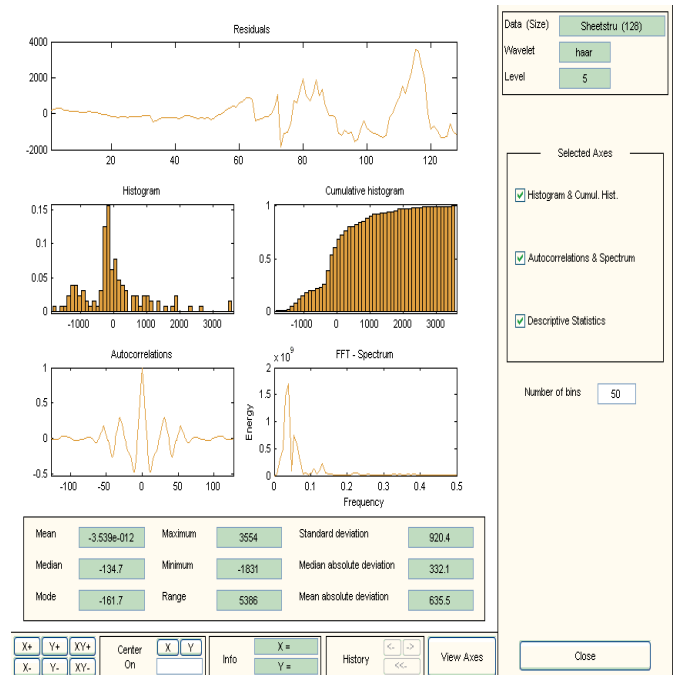 Residuals
4000
2000
0
-2000
20 40 60 80 100 120
Histogram
0.15
0.1
0.05
0
-1000 0 1000 2000 3000
Cumulative histogram
1
0.5
0
-1000 0 1000 2000 3000
Autocorrelations
1
0.5
0
-0.5
-100 -50 0 50 100
FFT - Spectrum
x 10^9
2
1.5
1
0.5
0
Energy
0 0.1 0.2 0.3 0.4 0.5
Frequency
Mean -3.539e-012 Maximum 3554 Standard deviation 920.4
Median -134.7 Minimum -1831 Median absolute deviation 332.1
Mode -161.7 Range 5386 Mean absolute deviation 635.5
X+ Y+ XY+
X- Y- XY-
Center
On
X Y
Info
X =
Y =
History
<- ->
<<-
View Axes
Data (Size) Sheetstru (128)
Wavelet haar
Level 5
Selected Axes
Histogram & Cumul. Hist.
Autocorrelations & Spectrum
Descriptive Statistics
Number of bins 50
Close